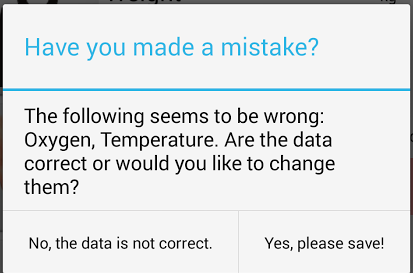 Have you made a mistake?
The following seems to be wrong:
Oxygen, Temperature. Are the data
correct or would you like to change
them?
No, the data is not correct.
Yes, please save!